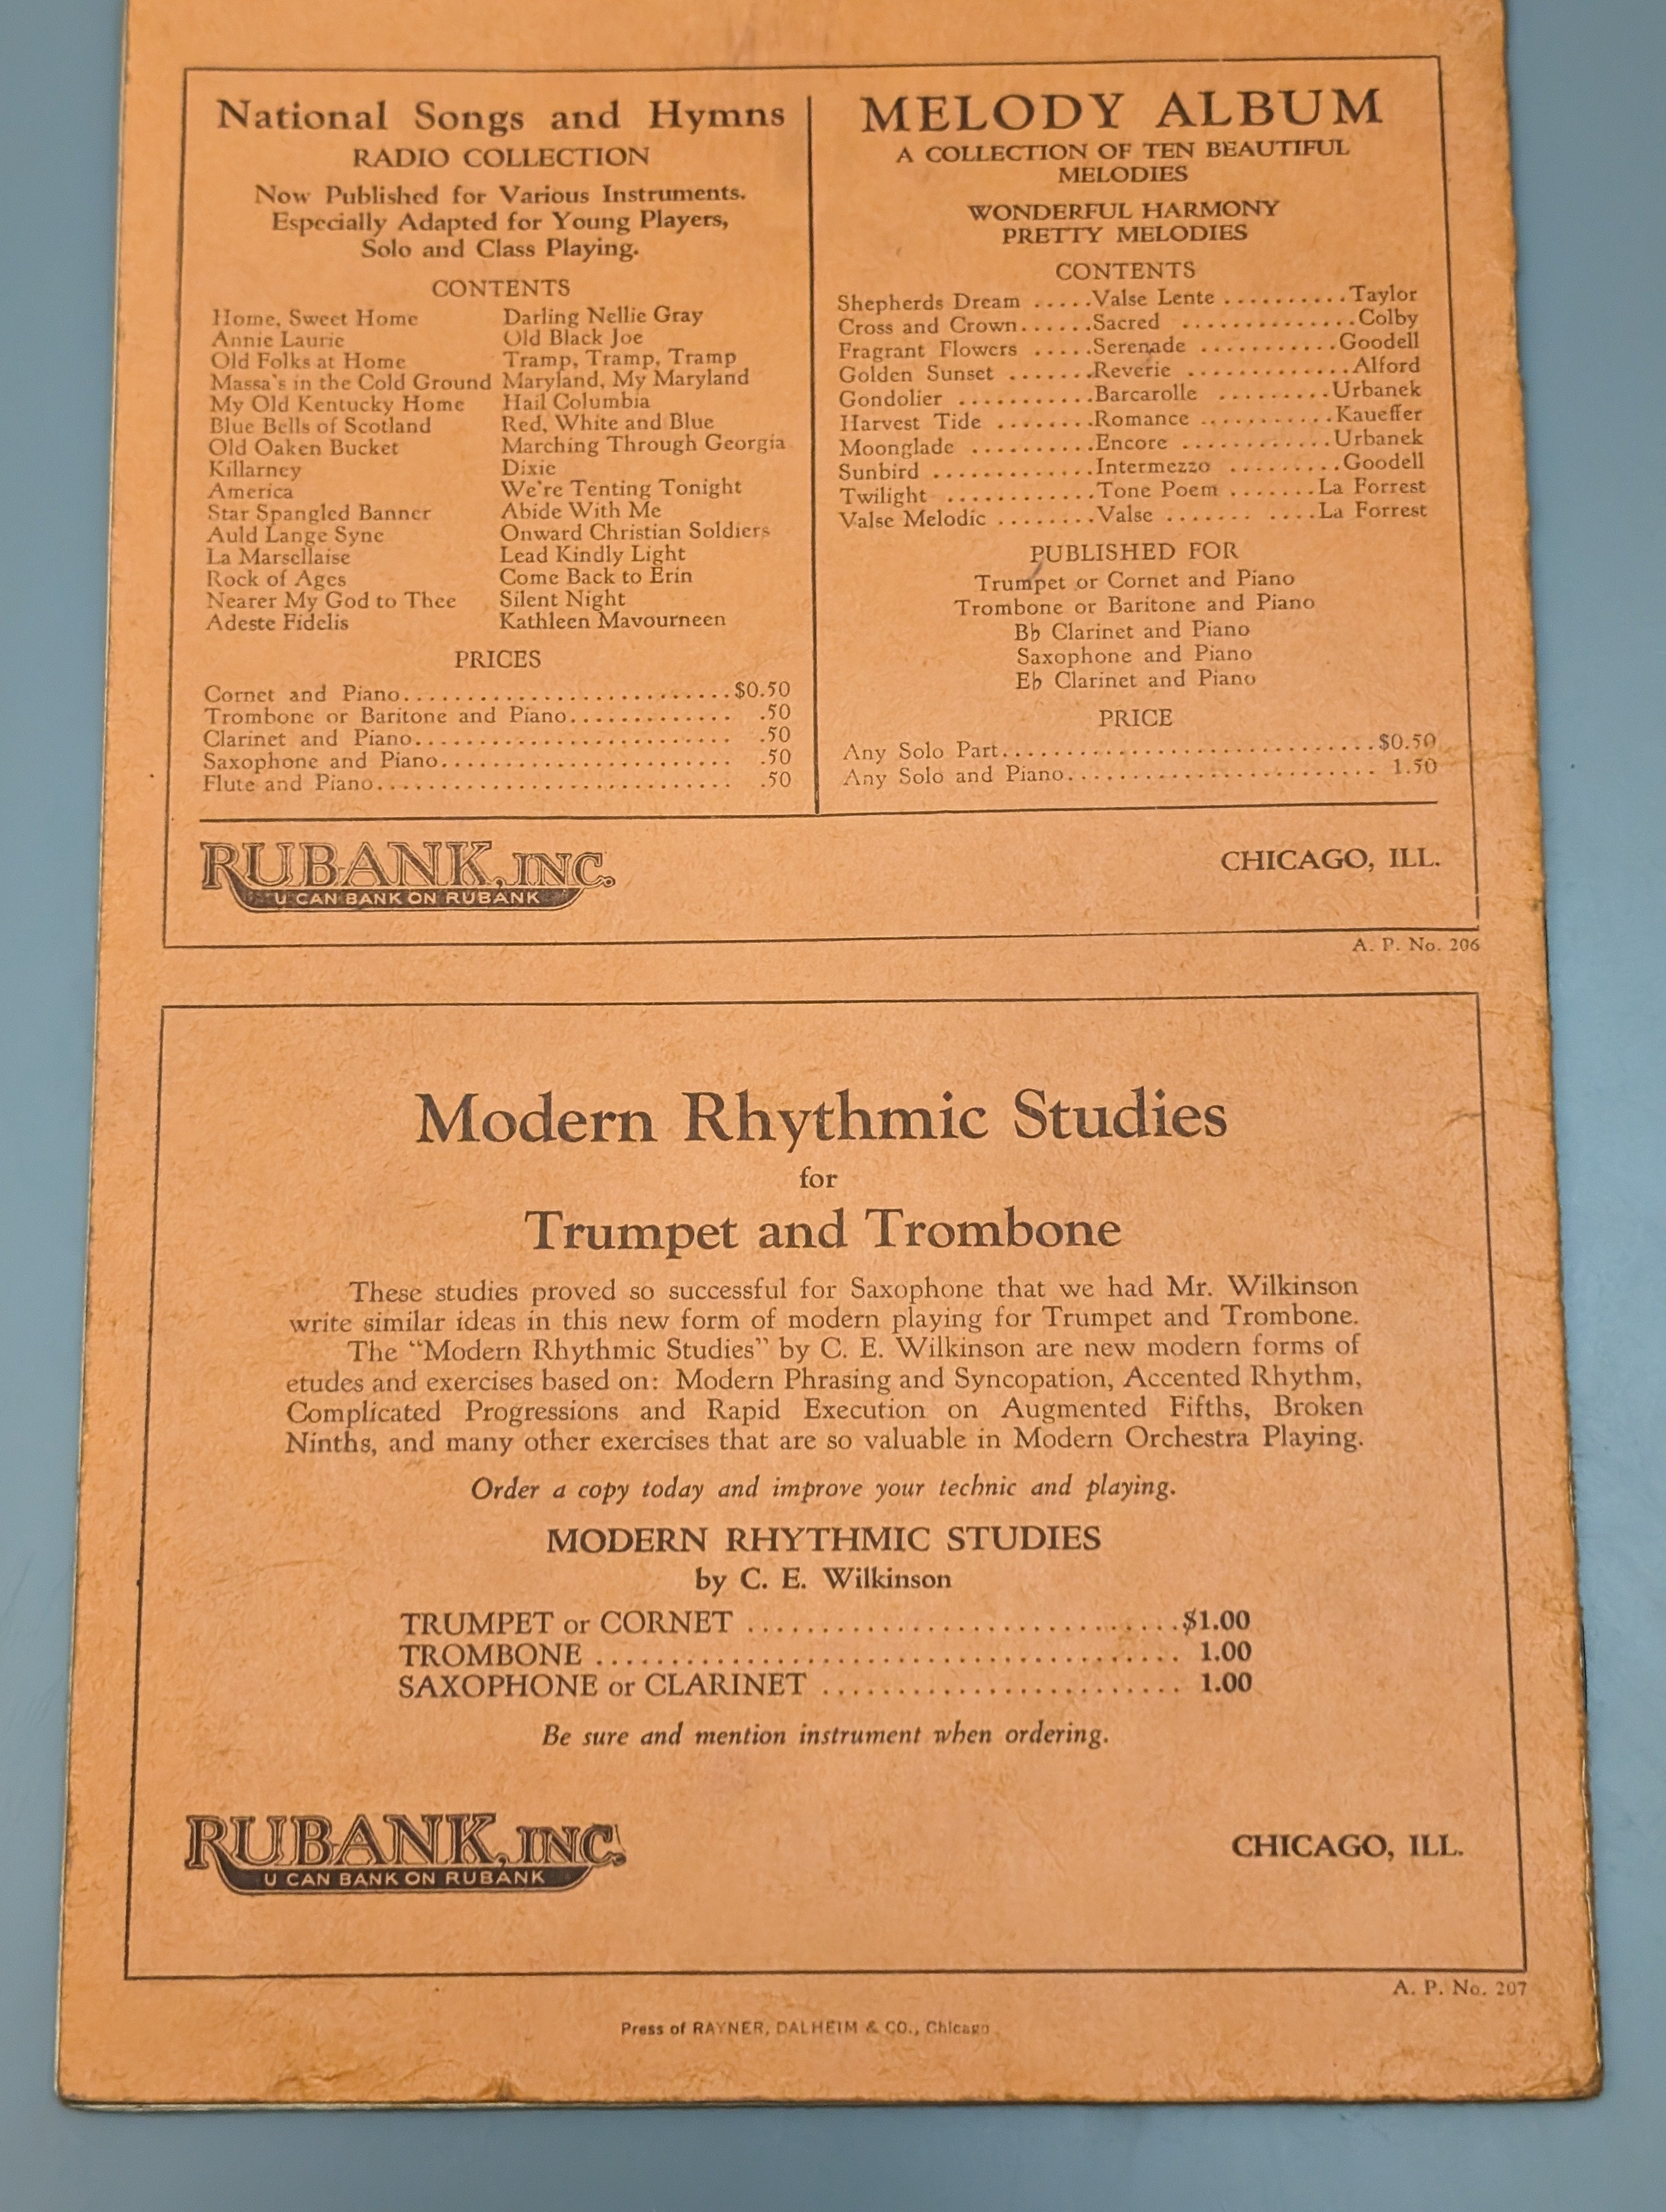 National Songs and Hymns
RADIO COLLECTION
Now Published for Various Instruments.
Especially Adapted for Young Players,
Solo and Class Playing.
CONTENTS
Home, Sweet Home
Annie Laurie
Old Folks at Home
Massa's in the Cold Ground
My Old Kentucky Home
Blue Bells of Scotland
Old Oaken Bucket
Killarney
America
Star Spangled Banner
Auld Lange Syne
La Marsellaise
Rock of Ages
Nearer My God to Thee
Adeste Fidelis
Darling Nellie Gray
Old Black Joe
Tramp, Tramp, Tramp
Maryland, My Maryland
Hail Columbia
Red, White and Blue
Marching Through Georgia
Dixie
We're Tenting Tonight
Abide With Me
Onward Christian Soldiers
Lead Kindly Light
Come Back to Erin
Silent Night
Kathleen Mavourneen
PRICES
Cornet and Piano..........................$0.50
Trombone or Baritone and Piano............. .50
Clarinet and Piano......................... .50
Saxophone and Piano....................... .50
Flute and Piano............................ .50
MELODY ALBUM
A COLLECTION OF TEN BEAUTIFUL
MELODIES
WONDERFUL HARMONY
PRETTY MELODIES
CONTENTS
Shepherds Dream .....Valse Lente ..........Taylor
Cross and Crown......Sacred ..............Colby
Fragrant Flowers .....Serenade ...........Goodell
Golden Sunset .......Reverie .............Alford
Gondolier ...........Barcarolle .........Urbanek
Harvest Tide ........Romance ...........Kaueffer
Moonglade ..........Encore ............Urbanek
Sunbird .............Intermezzo .........Goodell
Twilight ............Tone Poem .......La Forrest
Valse Melodic ........Valse ....... ....La Forrest
PUBLISHED FOR
Trumpet or Cornet and Piano
Trombone or Baritone and Piano
B♭ Clarinet and Piano
Saxophone and Piano
E♭ Clarinet and Piano
PRICE
Any Solo Part..............................$0.50
Any Solo and Piano......................... 1.50
RUBANK, INC.
U CAN BANK ON RUBANK
CHICAGO, ILL.
A. P. No. 206
Modern Rhythmic Studies
for
Trumpet and Trombone
These studies proved so successful for Saxophone that we had Mr. Wilkinson
write similar ideas in this new form of modern playing for Trumpet and Trombone.
The “Modern Rhythmic Studies” by C. E. Wilkinson are new modern forms of
etudes and exercises based on: Modern Phrasing and Syncopation, Accented Rhythm,
Complicated Progressions and Rapid Execution on Augmented Fifths, Broken
Ninths, and many other exercises that are so valuable in Modern Orchestra Playing.
Order a copy today and improve your technic and playing.
MODERN RHYTHMIC STUDIES
by C. E. Wilkinson
TRUMPET or CORNET .............................$1.00
TROMBONE ....................................... 1.00
SAXOPHONE or CLARINET ........................ 1.00
Be sure and mention instrument when ordering.
RUBANK, INC.
U CAN BANK ON RUBANK
CHICAGO, ILL.
A. P. No. 207
Press of RAYNER, DALHEIM & CO., Chicago